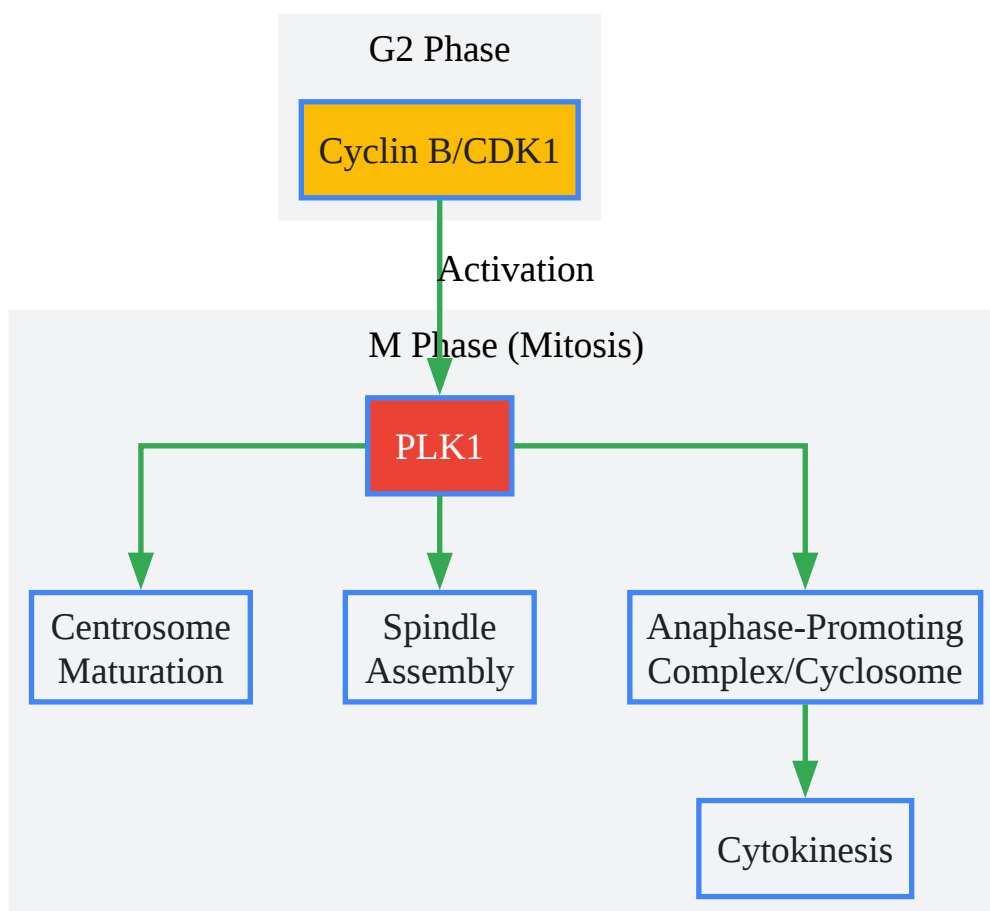 G2 Phase
Cyclin B/CDK1
Activation
M Phase (Mitosis)
PLK1
Centrosome
Maturation
Spindle
Assembly
Anaphase-Promoting
Complex/Cyclosome
Cytokinesis